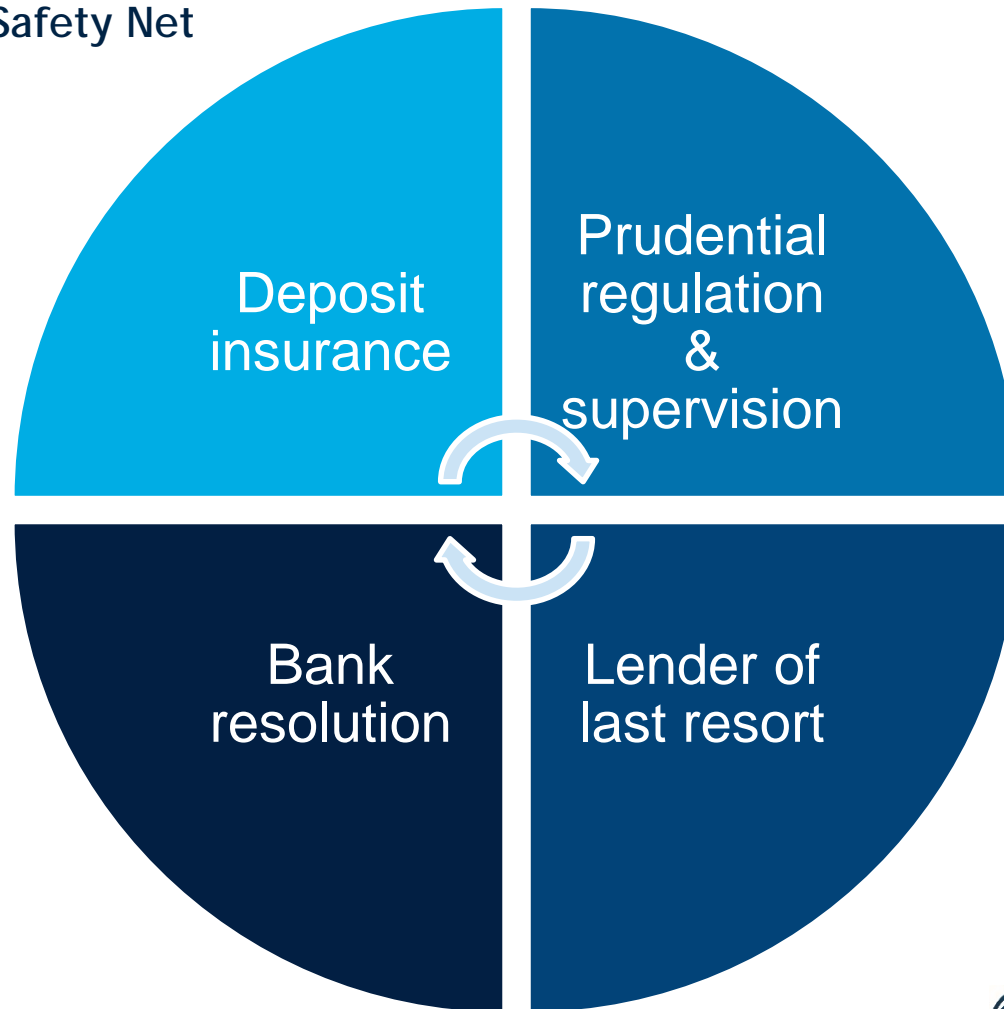 Safety Net
Deposit
insurance
Prudential
regulation
&
supervision
Bank
resolution
Lender of
last resort